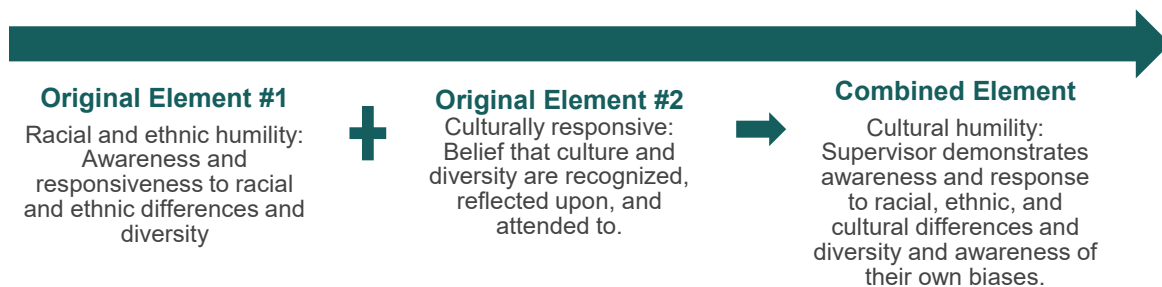 Original Element #1
Racial and ethnic humility:
Awareness and
responsiveness to racial
and ethnic differences and
diversity
Original Element #2
Culturally responsive:
Belief that culture and
diversity are recognized,
reflected upon, and
attended to.
Combined Element
Cultural humility:
Supervisor demonstrates
awareness and response
to racial, ethnic, and
cultural differences and
diversity and awareness of
their own biases.